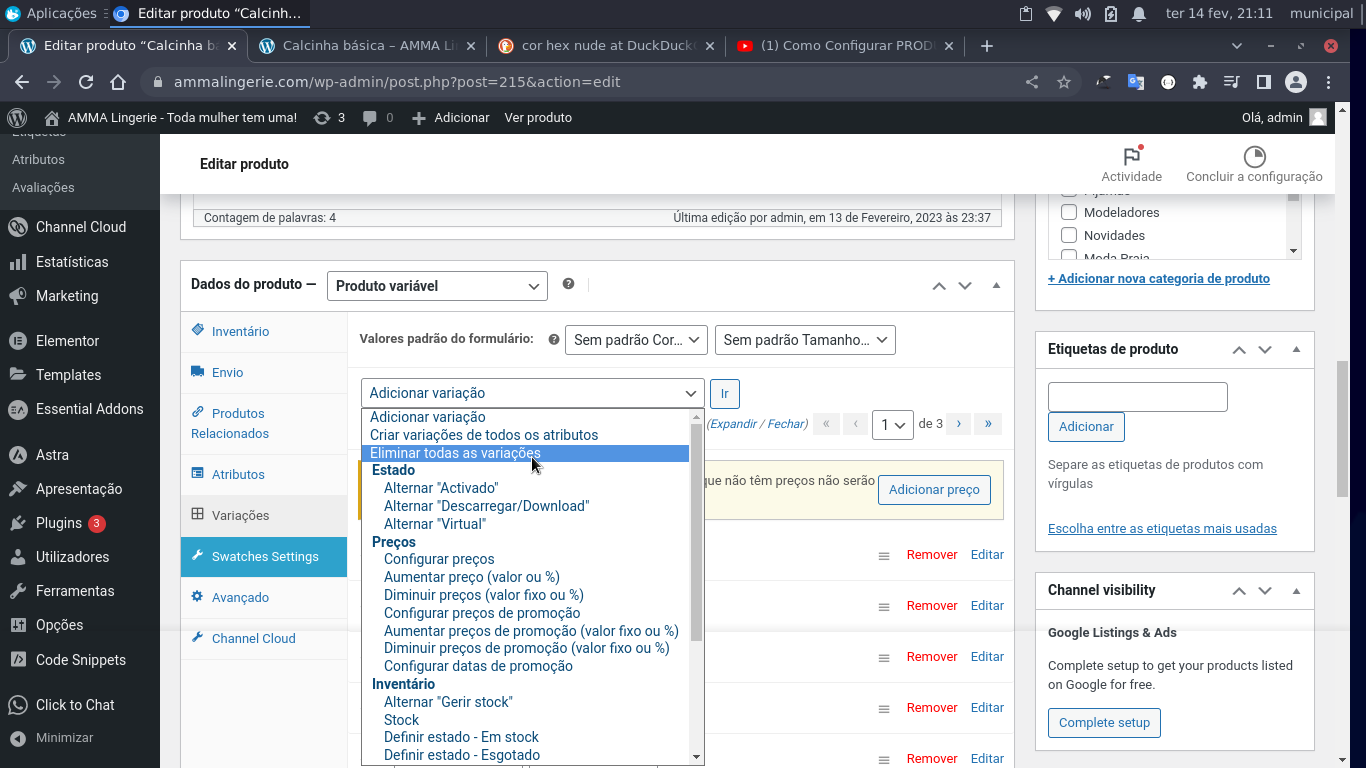 Aplicações
Editar produto “Calcinh…
ter 14 fev, 21:11
municipal
Editar produto “Calcinha b
Calcinha básica – AMMA Li
cor hex nude at DuckDuck
(1) Como Configurar PROD
ammalingerie.com/wp-admin/post.php?post=215&action=edit
AMMA Lingerie - Toda mulher tem uma!
3
0
Adicionar
Ver produto
Olá, admin
Etiquetas
Atributos
Avaliações
Channel Cloud
Estatísticas
Marketing
Elementor
Templates
Essential Addons
Astra
Apresentação
Plugins 3
Utilizadores
Ferramentas
Opções
Code Snippets
Click to Chat
Minimizar
Editar produto
Actividade
Concluir a configuração
Contagem de palavras: 4
Última edição por admin, em 13 de Fevereiro, 2023 às 23:37
Dados do produto —
Produto variável
Inventário
Envio
Produtos
Relacionados
Atributos
Variações
Swatches Settings
Avançado
Channel Cloud
Valores padrão do formulário:
Sem padrão Cor...
Sem padrão Tamanho...
Adicionar variação
Ir
(Expandir / Fechar)
«
‹
1
de 3
›
»
Adicionar variação
Criar variações de todos os atributos
Eliminar todas as variações
Estado
Alternar "Activado"
Alternar "Descarregar/Download"
Alternar "Virtual"
Preços
Configurar preços
Aumentar preço (valor ou %)
Diminuir preços (valor fixo ou %)
Configurar preços de promoção
Aumentar preços de promoção (valor fixo ou %)
Diminuir preços de promoção (valor fixo ou %)
Configurar datas de promoção
Inventário
Alternar "Gerir stock"
Stock
Definir estado - Em stock
Definir estado - Esgotado
que não têm preços não serão
Adicionar preço
Remover Editar
Remover Editar
Remover Editar
Remover Editar
Remover Editar
Modeladores
Novidades
Moda Praia
+ Adicionar nova categoria de produto
Etiquetas de produto
Adicionar
Separe as etiquetas de produtos com
vírgulas
Escolha entre as etiquetas mais usadas
Channel visibility
Google Listings & Ads
Complete setup to get your products listed
on Google for free.
Complete setup